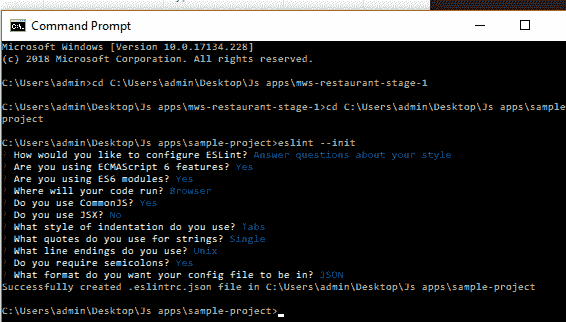 Command Prompt
Microsoft Windows [Version 10.0.17134.228]
(c) 2018 Microsoft Corporation. All rights reserved.
C:\Users\admin>cd C:\Users\admin\Desktop\Js apps\mws-restaurant-stage-1
C:\Users\admin\Desktop\Js apps\mws-restaurant-stage-1>cd C:\Users\admin\Desktop\Js apps\sample
project
C:\Users\admin\Desktop\Js apps\sample-project>eslint --init
? How would you like to configure ESLint? Answer questions about your style
? Are you using ECMAScript 6 features? Yes
? Are you using ES6 modules? Yes
? Where will your code run? Browser
? Do you use CommonJS? Yes
? Do you use JSX? No
? What style of indentation do you use? Tabs
? What quotes do you use for strings? Single
? What line endings do you use? Unix
? Do you require semicolons? Yes
? What format do you want your config file to be in? JSON
Successfully created .eslintrc.json file in C:\Users\admin\Desktop\Js apps\sample-project
C:\Users\admin\Desktop\Js apps\sample-project>